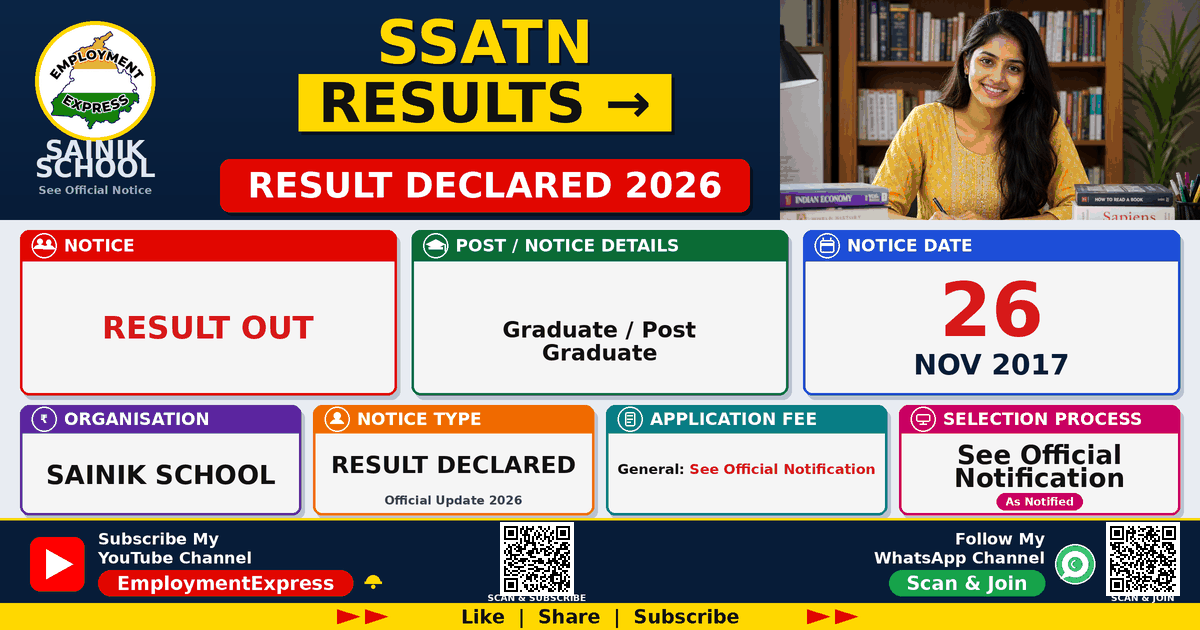 EMPLOYMENT
EXPRESS
SAINIK
SCHOOL
See Official Notice
SSATN
RESULTS →
RESULT DECLARED 2026
INDIAN ECONOMY
WORLD HISTORY
HOW TO READ A BOOK
Sapiens
NOTICE
RESULT OUT
POST / NOTICE DETAILS
Graduate / Post
Graduate
NOTICE DATE
26
NOV 2017
₹ ORGANISATION
SAINIK SCHOOL
NOTICE TYPE
RESULT DECLARED
Official Update 2026
APPLICATION FEE
General: See Official Notification
SELECTION PROCESS
See Official
Notification
As Notified
Subscribe My
YouTube Channel
EmploymentExpress
SCAN & SUBSCRIBE
Follow My
WhatsApp Channel
Scan & Join
SCAN & JOIN
Like | Share | Subscribe